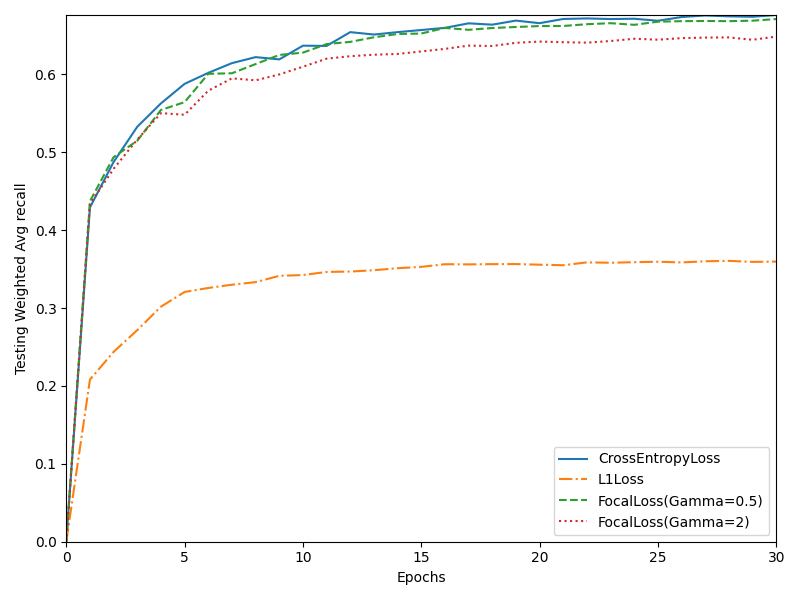 0.6
0.5
0.4
0.3
0.2
0.1
0.0
Testing Weighted Avg recall
CrossEntropyLoss
L1Loss
FocalLoss(Gamma=0.5)
FocalLoss(Gamma=2)
0 5 10 15 20 25 30
Epochs